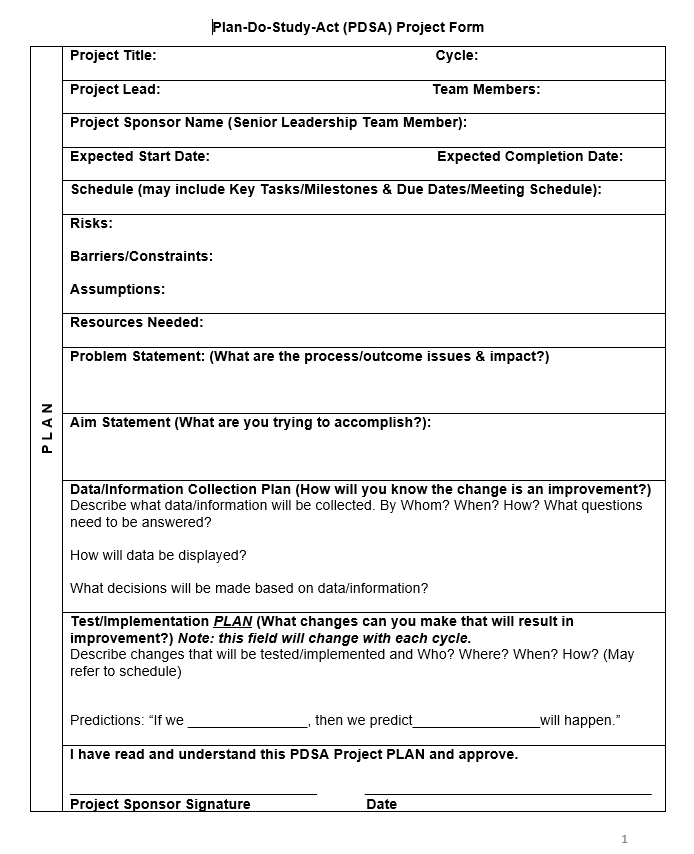 Plan-Do-Study-Act (PDSA) Project Form
Project Title: Cycle:
Project Lead: Team Members:
Project Sponsor Name (Senior Leadership Team Member):
Expected Start Date: Expected Completion Date:
Schedule (may include Key Tasks/Milestones & Due Dates/Meeting Schedule):
Risks:
Barriers/Constraints:
Assumptions:
Resources Needed:
Problem Statement: (What are the process/outcome issues & impact?)
PLAN
Aim Statement (What are you trying to accomplish?):
Data/Information Collection Plan (How will you know the change is an improvement?)
Describe what data/information will be collected. By Whom? When? How? What questions
need to be answered?
How will data be displayed?
What decisions will be made based on data/information?
Test/Implementation PLAN (What changes can you make that will result in
improvement?) Note: this field will change with each cycle.
Describe changes that will be tested/implemented and Who? Where? When? How? (May
refer to schedule)
Predictions: “If we _______________, then we predict________________will happen.”
I have read and understand this PDSA Project PLAN and approve.
Project Sponsor Signature Date
1